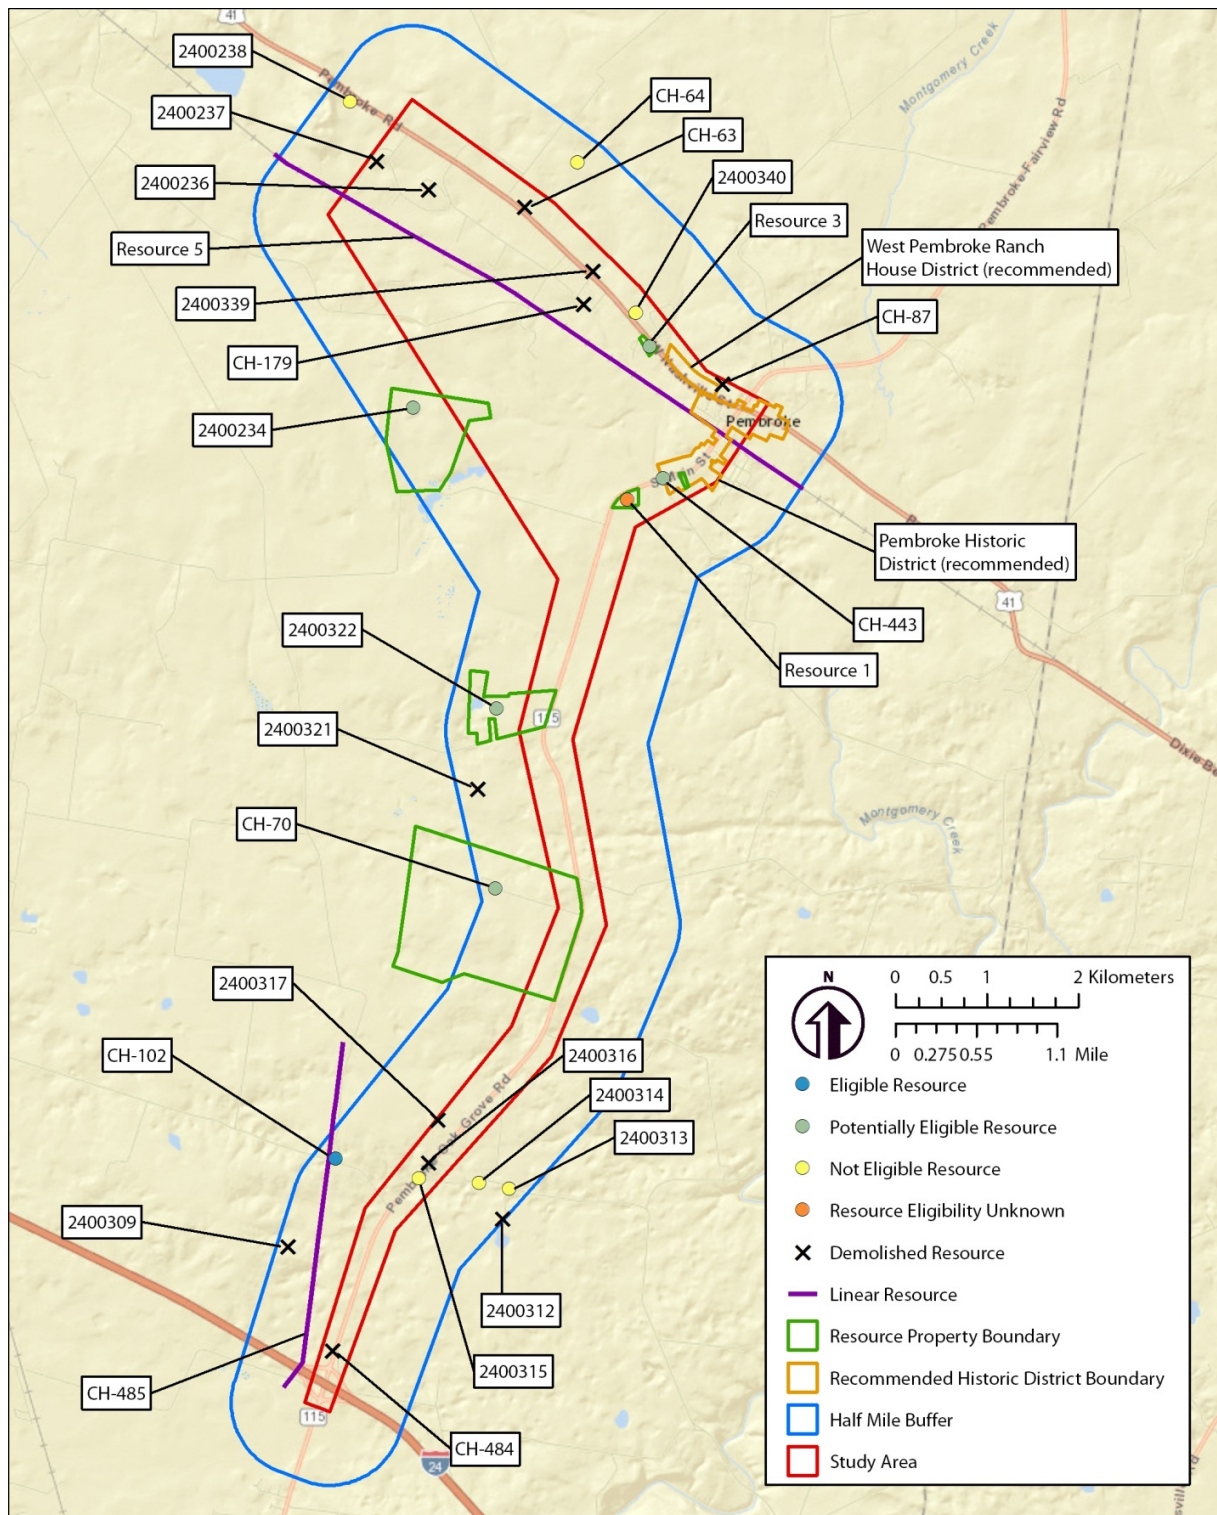 41
2400238
Pembroke Rd
CH-64
2400237
CH-63
2400236
2400340
Resource 3
Resource 5
West Pembroke Ranch
House District (recommended)
2400339
CH-87
CH-179
Montgomery Creek
Pembroke-Fairview Rd
2400234
W Nashville St
Pembroke
S Main St
Pembroke Historic
District (recommended)
41
CH-443
2400322
Resource 1
115
2400321
CH-70
Montgomery Creek
2400317
CH-102
2400316
2400314
2400313
Pembroke Oak Grove Rd
2400309
2400312
2400315
CH-485
115
CH-484
24
N
0 0.5 1 2 Kilometers
0 0.275 0.55 1.1 Mile
Eligible Resource
Potentially Eligible Resource
Not Eligible Resource
Resource Eligibility Unknown
Demolished Resource
Linear Resource
Resource Property Boundary
Recommended Historic District Boundary
Half Mile Buffer
Study Area